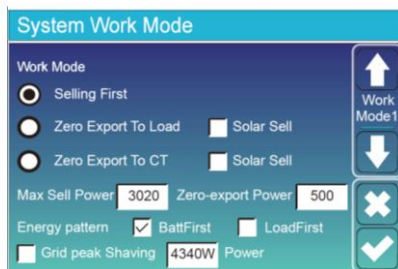 System Work Mode
Work Mode
Selling First
Zero Export To Load Solar Sell
Zero Export To CT Solar Sell
Max Sell Power 3020 Zero-export Power 500
Energy pattern BattFirst LoadFirst
Grid peak Shaving 4340W Power
Work
Mode1